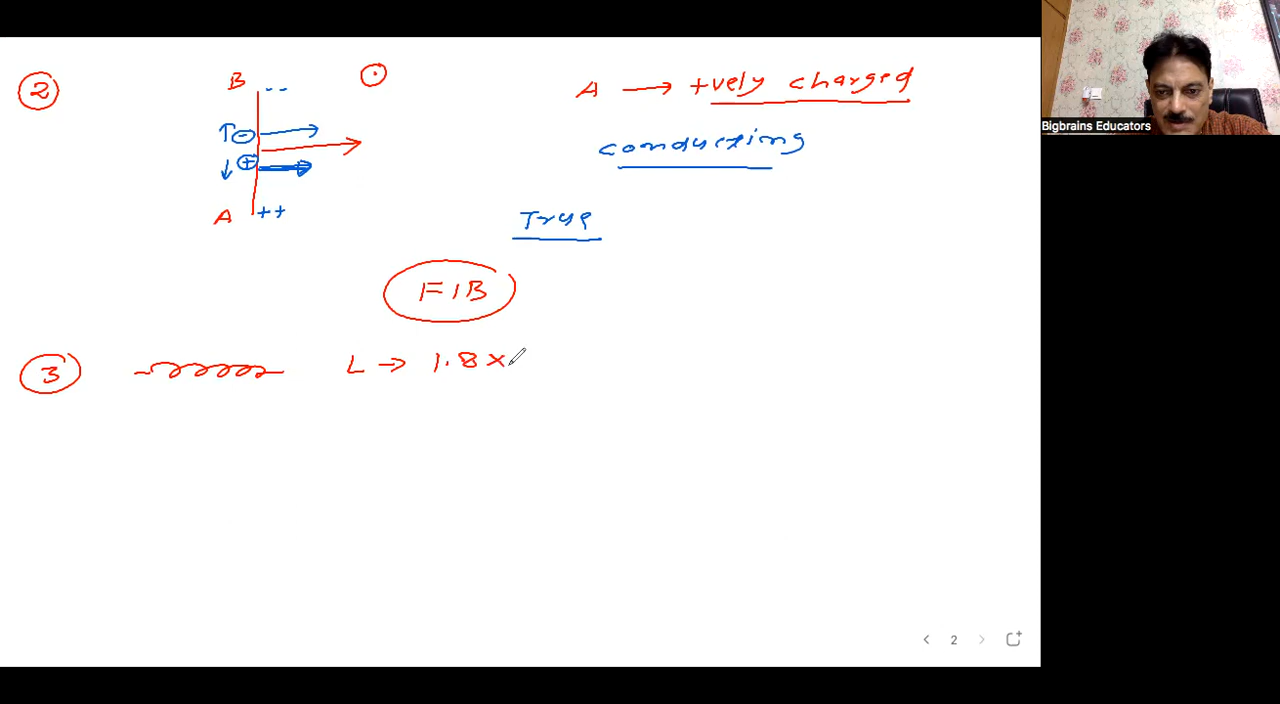 2
B - -
A → +vely charged
-
conducting
+
A ++
True
FIB
3 L → 1.8 ×
Bigbrains Educators
< 2 >